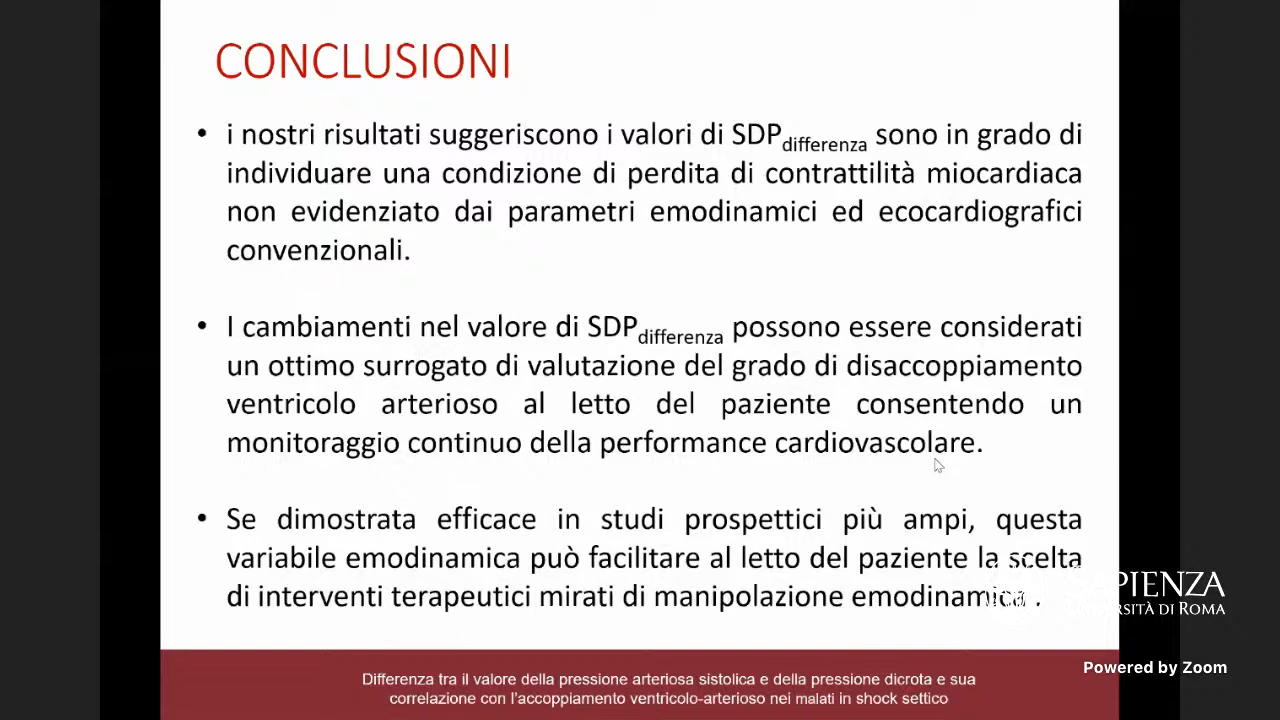 CONCLUSIONI
• i nostri risultati suggeriscono i valori di SDPdifferenza sono in grado di
individuare una condizione di perdita di contrattilità miocardiaca
non evidenziato dai parametri emodinamici ed ecocardiografici
convenzionali.
• I cambiamenti nel valore di SDPdifferenza possono essere considerati
un ottimo surrogato di valutazione del grado di disaccoppiamento
ventricolo arterioso al letto del paziente consentendo un
monitoraggio continuo della performance cardiovascolare.
• Se dimostrata efficace in studi prospettici più ampi, questa
variabile emodinamica può facilitare al letto del paziente la scelta
di interventi terapeutici mirati di manipolazione
SAPIENZA
UNIVERSITÀ DI ROMA
Powered by Zoom
Differenza tra il valore della pressione arteriosa sistolica e della pressione dicrota e sua
correlazione con l'accoppiamento ventricolo-arterioso nei malati in shock settico